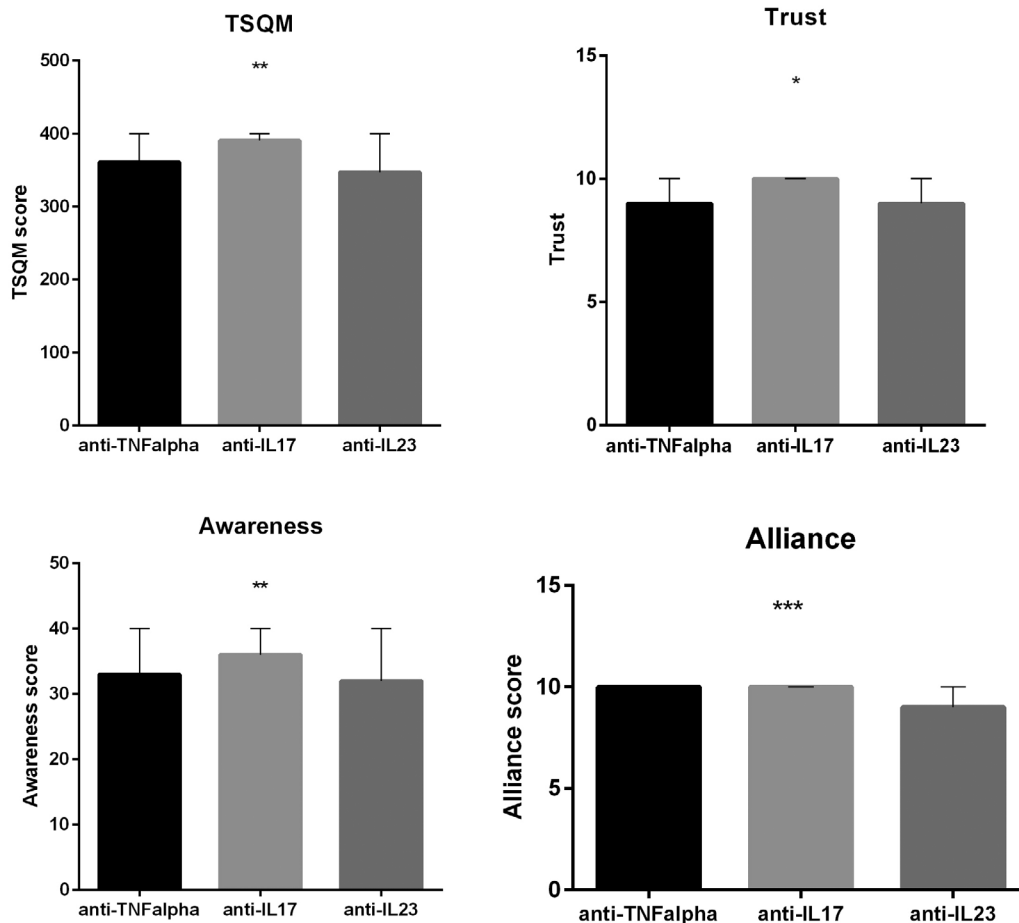 TSQM
500
400
300
200
100
0
TSQM score
**
anti-TNFalpha anti-IL17 anti-IL23
Trust
15
10
5
0
Trust
*
anti-TNFalpha anti-IL17 anti-IL23
Awareness
50
40
30
20
10
0
Awareness score
**
anti-TNFalpha anti-IL17 anti-IL23
Alliance
15
10
5
0
Alliance score
***
anti-TNFalpha anti-IL17 anti-IL23